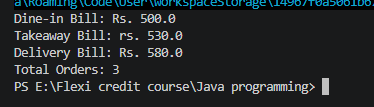 a\Roaming\Code\User\workspaceStorage\14967f0a5061b6
Dine-in Bill: Rs. 500.0
Takeaway Bill: rs. 530.0
Delivery Bill: Rs. 580.0
Total Orders: 3
PS E:\Flexi credit course\Java programming>